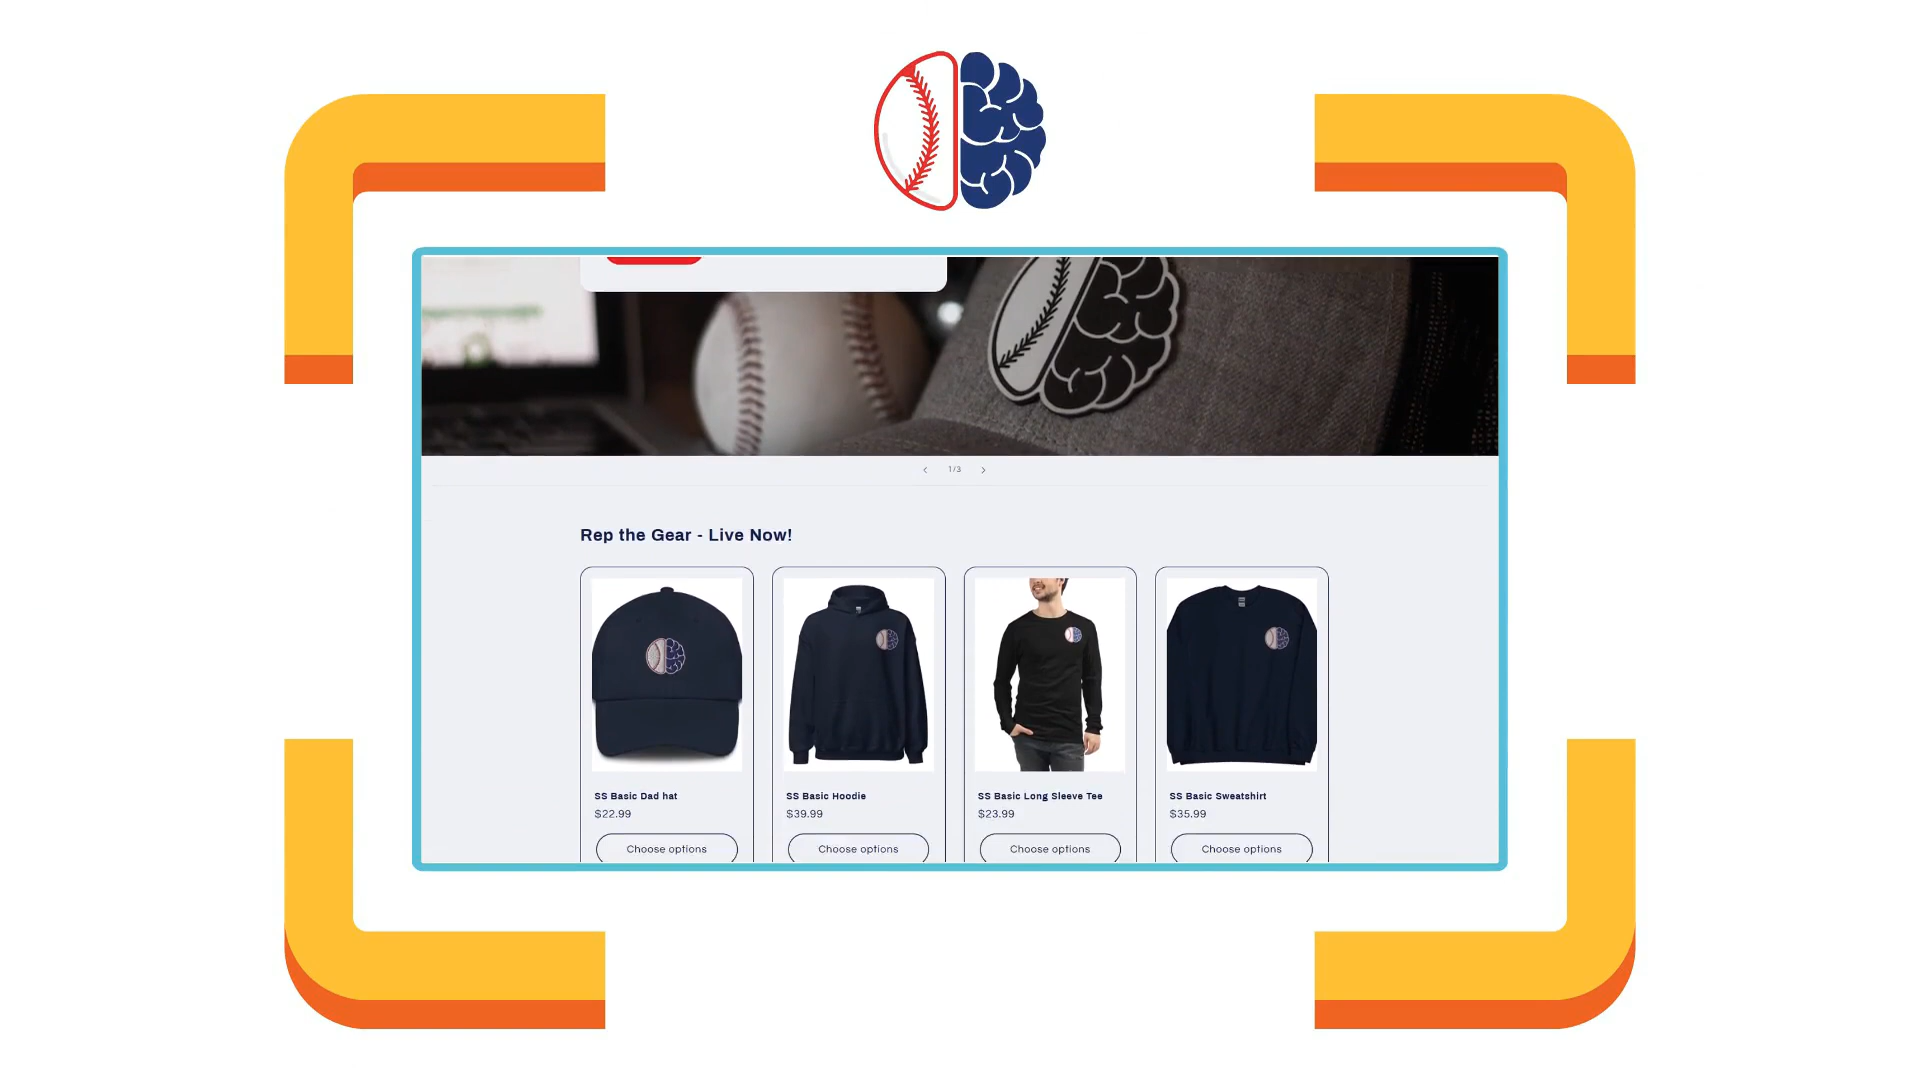 1/3
Rep the Gear - Live Now!
SS Basic Dad hat
$22.99
Choose options
SS Basic Hoodie
$39.99
Choose options
SS Basic Long Sleeve Tee
$23.99
Choose options
SS Basic Sweatshirt
$35.99
Choose options